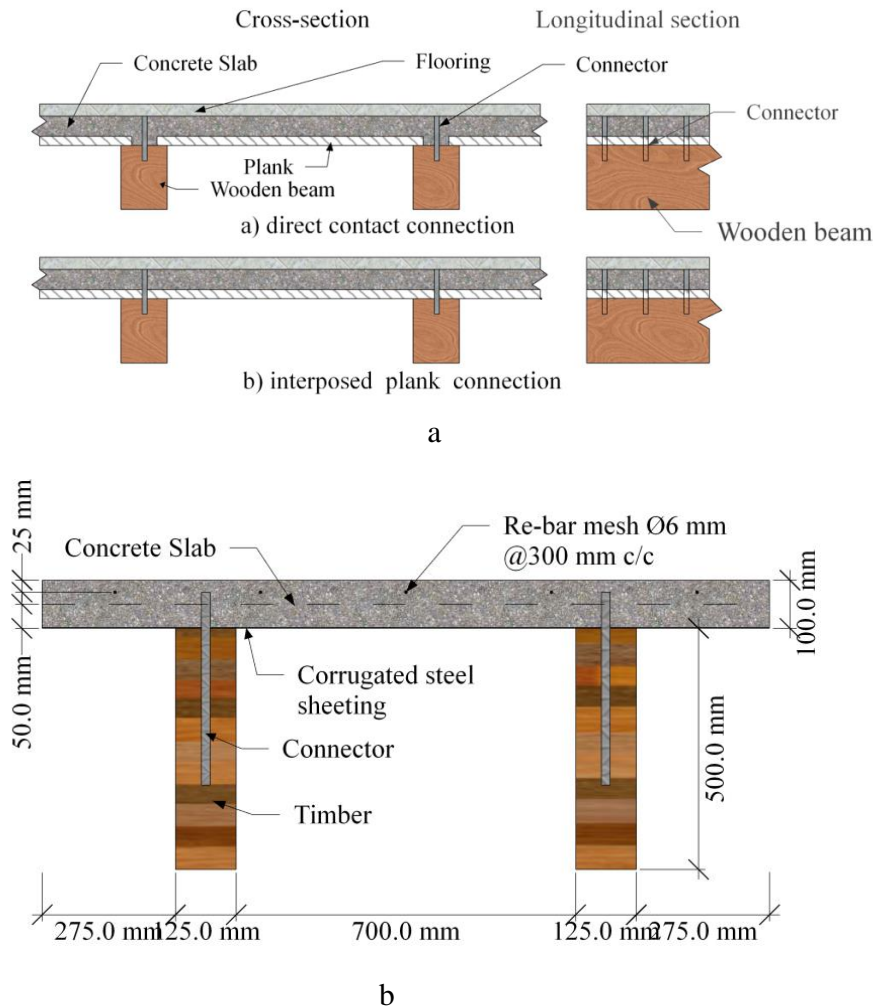 Cross-section
Longitudinal section
Concrete Slab
Flooring
Connector
Connector
Plank
Wooden beam
a) direct contact connection
Wooden beam
b) interposed plank connection
a
25 mm
Concrete Slab
Re-bar mesh Ø6 mm
@300 mm c/c
100.0 mm
50.0 mm
Corrugated steel
sheeting
Connector
500.0 mm
Timber
275.0 mm
125.0 mm
700.0 mm
125.0 mm
275.0 mm
b